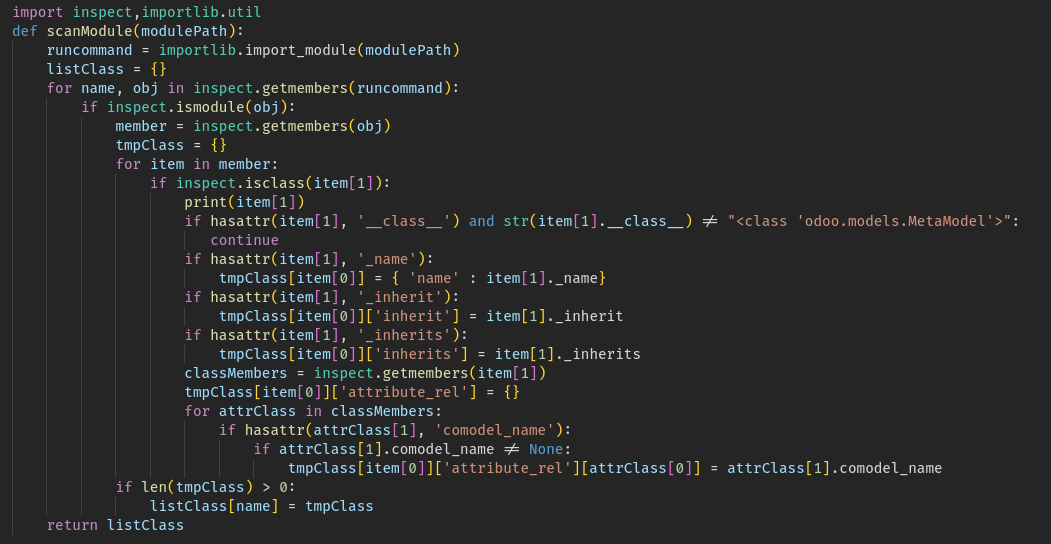 import inspect,importlib.util
def scanModule(modulePath):
    runcommand = importlib.import_module(modulePath)
    listClass = {}
    for name, obj in inspect.getmembers(runcommand):
        if inspect.ismodule(obj):
            member = inspect.getmembers(obj)
            tmpClass = {}
            for item in member:
                if inspect.isclass(item[1]):
                    print(item[1])
                    if hasattr(item[1], '__class__') and str(item[1].__class__) != "<class 'odoo.models.MetaModel'>":
                       continue
                    if hasattr(item[1], '_name'):
                        tmpClass[item[0]] = { 'name' : item[1]._name}
                    if hasattr(item[1], '_inherit'):
                        tmpClass[item[0]]['inherit'] = item[1]._inherit
                    if hasattr(item[1], '_inherits'):
                        tmpClass[item[0]]['inherits'] = item[1]._inherits
                    classMembers = inspect.getmembers(item[1])
                    tmpClass[item[0]]['attribute_rel'] = {}
                    for attrClass in classMembers:
                        if hasattr(attrClass[1], 'comodel_name'):
                            if attrClass[1].comodel_name != None:
                                tmpClass[item[0]]['attribute_rel'][attrClass[0]] = attrClass[1].comodel_name
            if len(tmpClass) > 0:
                listClass[name] = tmpClass
    return listClass